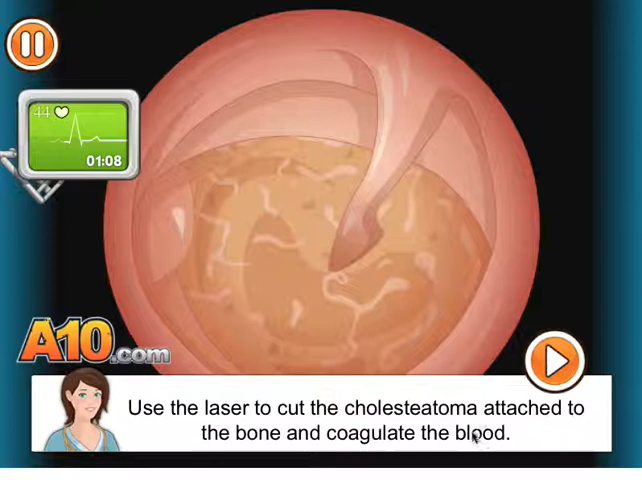 44
01:08
A10.com
Use the laser to cut the cholesteatoma attached to
the bone and coagulate the blood.